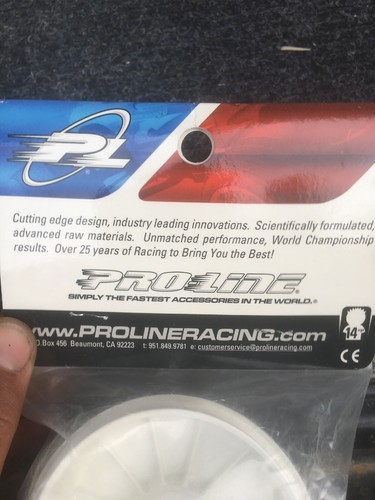 PL
Cutting edge design, industry leading innovations. Scientifically formulated,
advanced raw materials. Unmatched performance, World Championship
results. Over 25 years of Racing to Bring You the Best!
PRO-LINE®
SIMPLY THE FASTEST ACCESSORIES IN THE WORLD.®
www.PROLINERACING.com
P.O.Box 456 Beaumont, CA 92223 t: 951.849.9781 e: customerservice@prolineracing.com
14+
CE